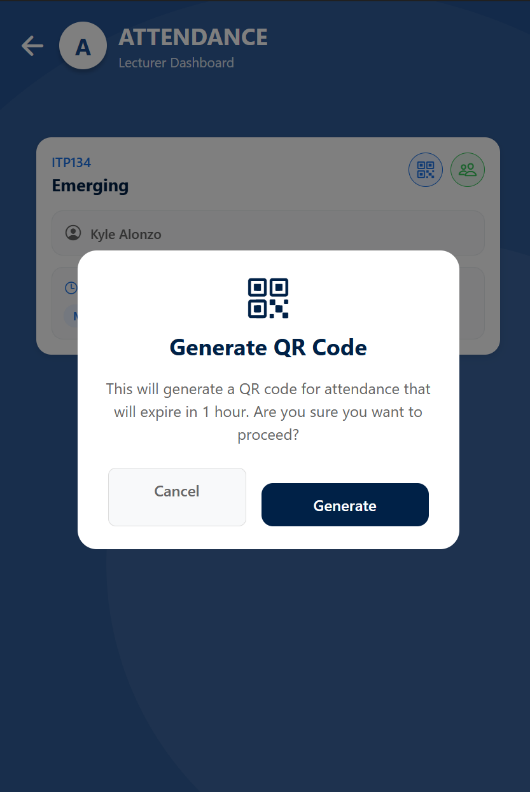 A
ATTENDANCE
Lecturer Dashboard
ITP134
Emerging
Kyle Alonzo
Generate QR Code
This will generate a QR code for attendance that
will expire in 1 hour. Are you sure you want to
proceed?
Cancel
Generate